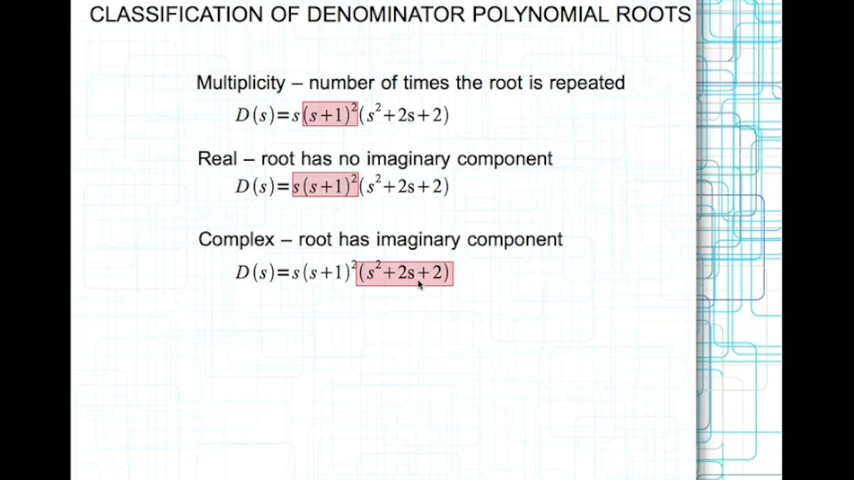 CLASSIFICATION OF DENOMINATOR POLYNOMIAL ROOTS
Multiplicity – number of times the root is repeated
D(s)=s(s+1)²(s²+2s+2)
Real – root has no imaginary component
D(s)=s(s+1)²(s²+2s+2)
Complex – root has imaginary component
D(s)=s(s+1)²(s²+2s+2)